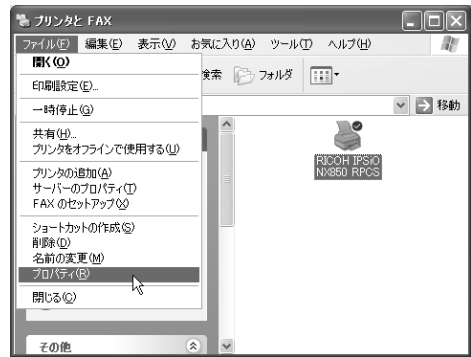 プリンタと FAX
ファイル(F) 編集(E) 表示(V) お気に入り(A) ツール(T) ヘルプ(H)
開く(O)
検索 フォルダ
印刷設定(E)...
一時停止(G)
移動
共有(H)...
プリンタをオフラインで使用する(U)
プリンタの追加(A)
サーバーのプロパティ(T)
FAX のセットアップ(X)
ショートカットの作成(S)
削除(D)
名前の変更(M)
プロパティ(R)
閉じる(C)
その他
RICOH IPSiO
NX850 RPCS